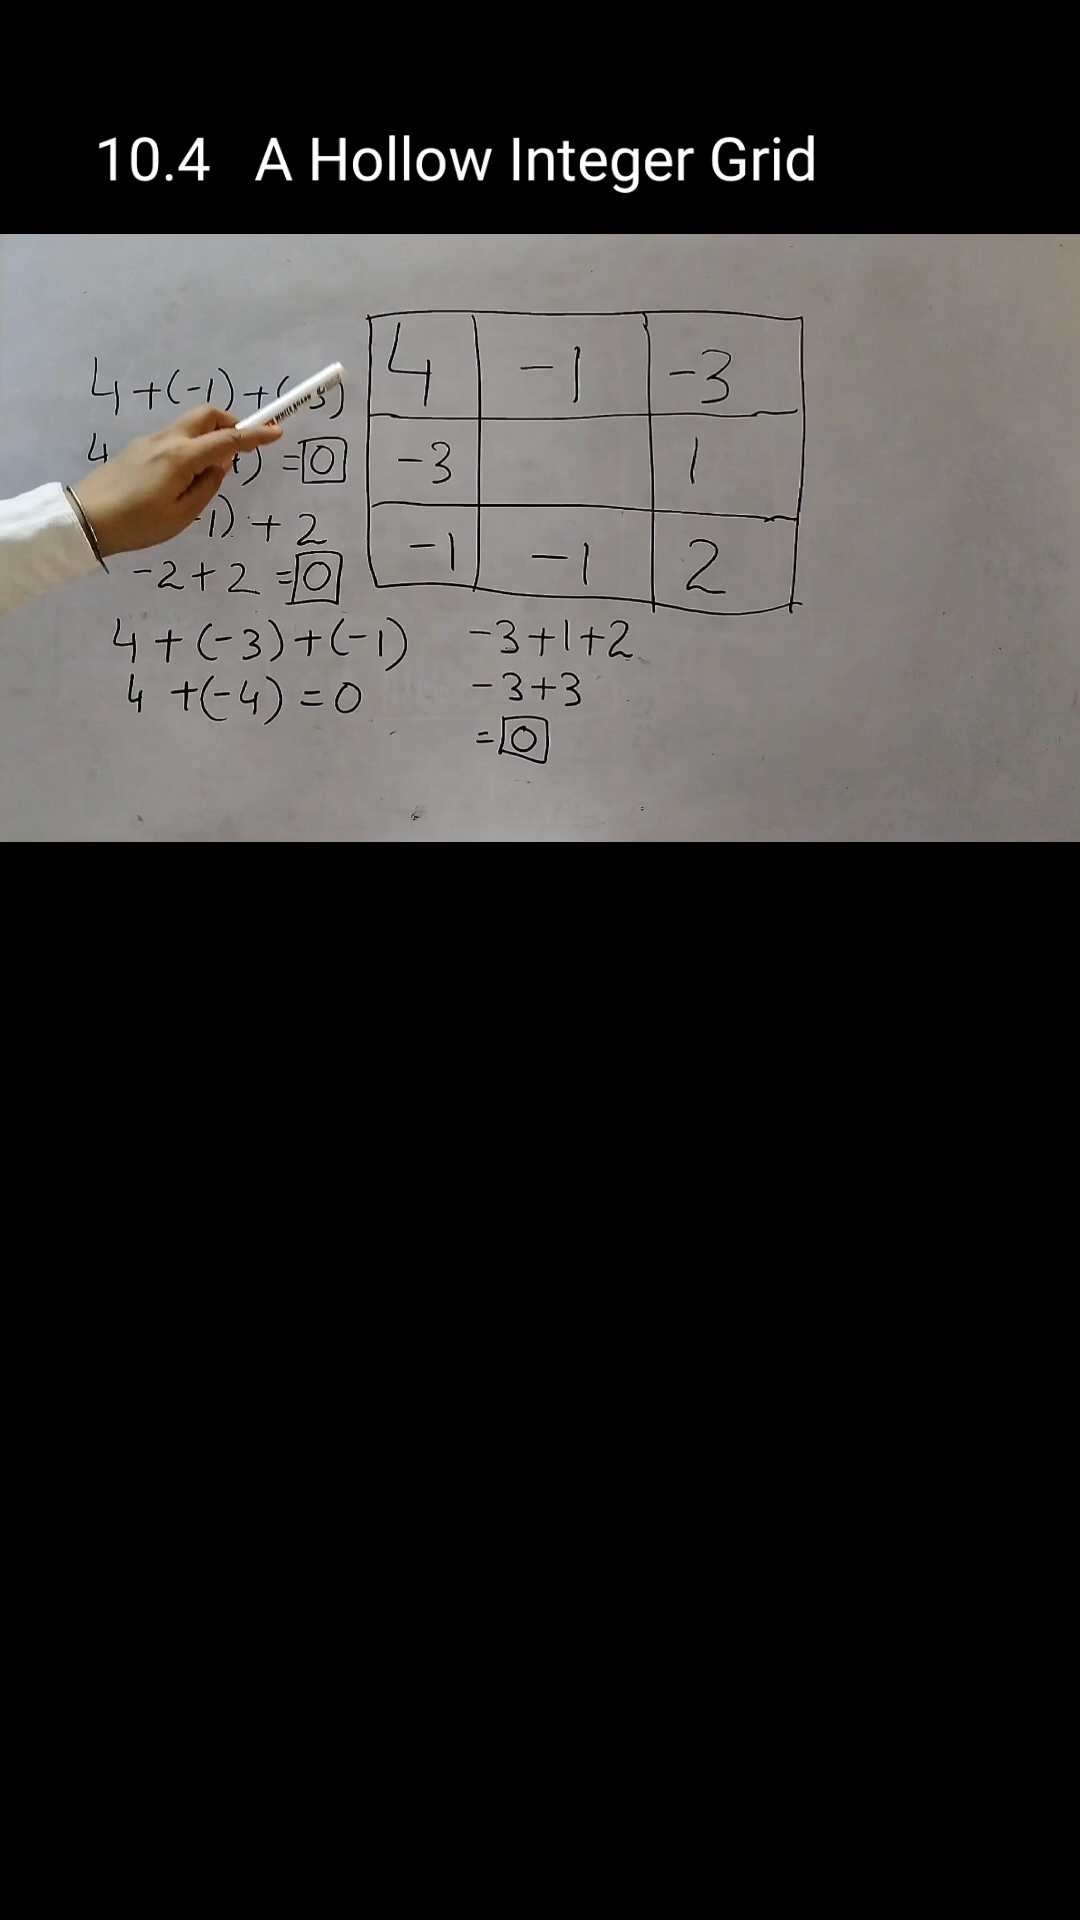 10.4 A Hollow Integer Grid
4 -1 -3
4+(-1)+( 3)
-3 1
4 ) =0
-1) + 2
-1 -1 2
-2+2 =0
4+(-3)+(-1)
-3+1+2
4 +(-4) = 0
-3+3
=0